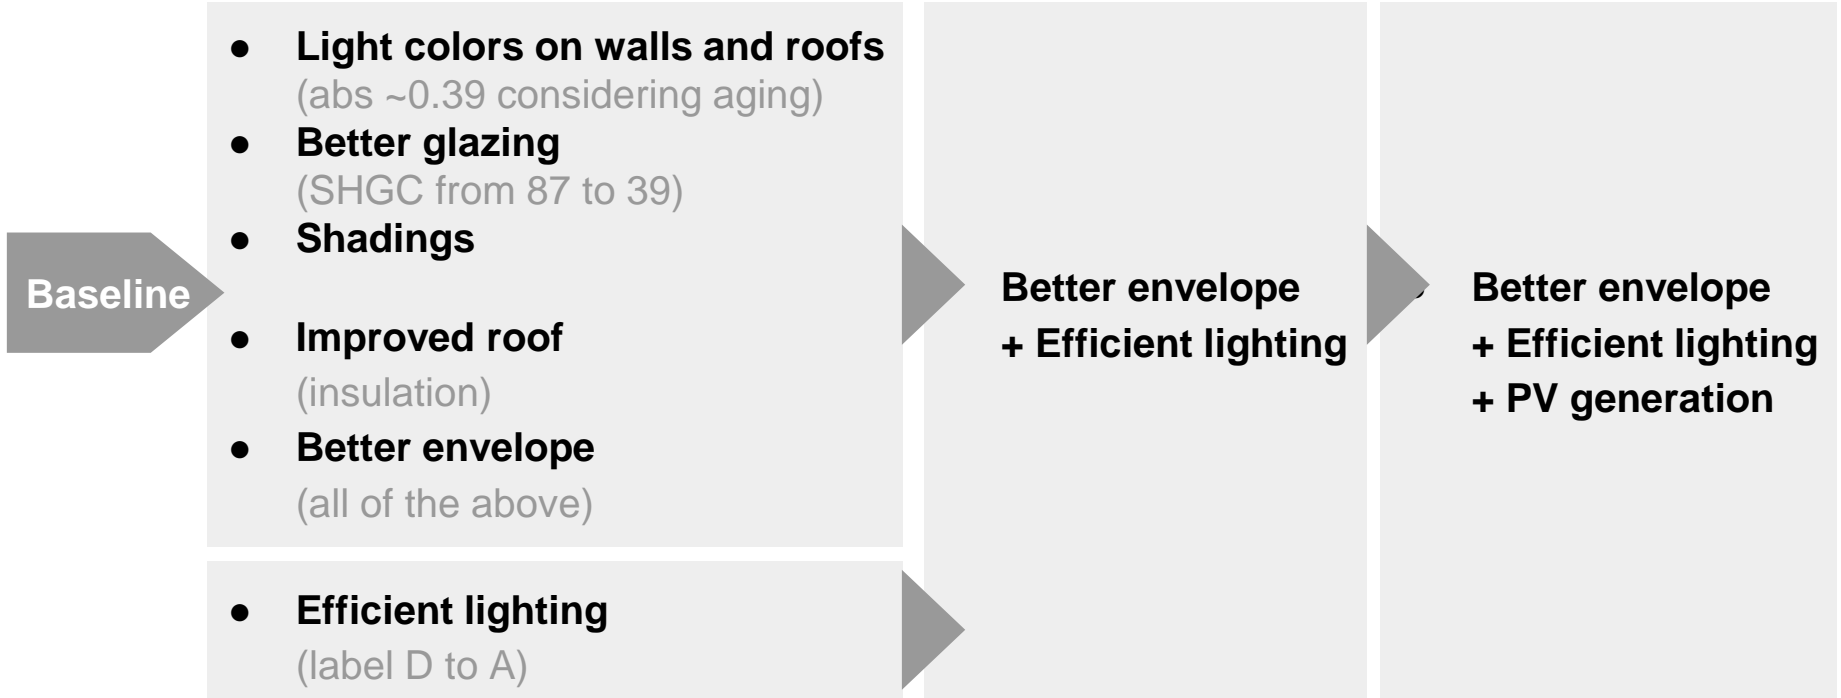 Baseline
● Light colors on walls and roofs
(abs ~0.39 considering aging)
● Better glazing
(SHGC from 87 to 39)
● Shadings
● Improved roof
(insulation)
● Better envelope
(all of the above)
● Efficient lighting
(label D to A)
Better envelope
+ Efficient lighting
Better envelope
+ Efficient lighting
+ PV generation